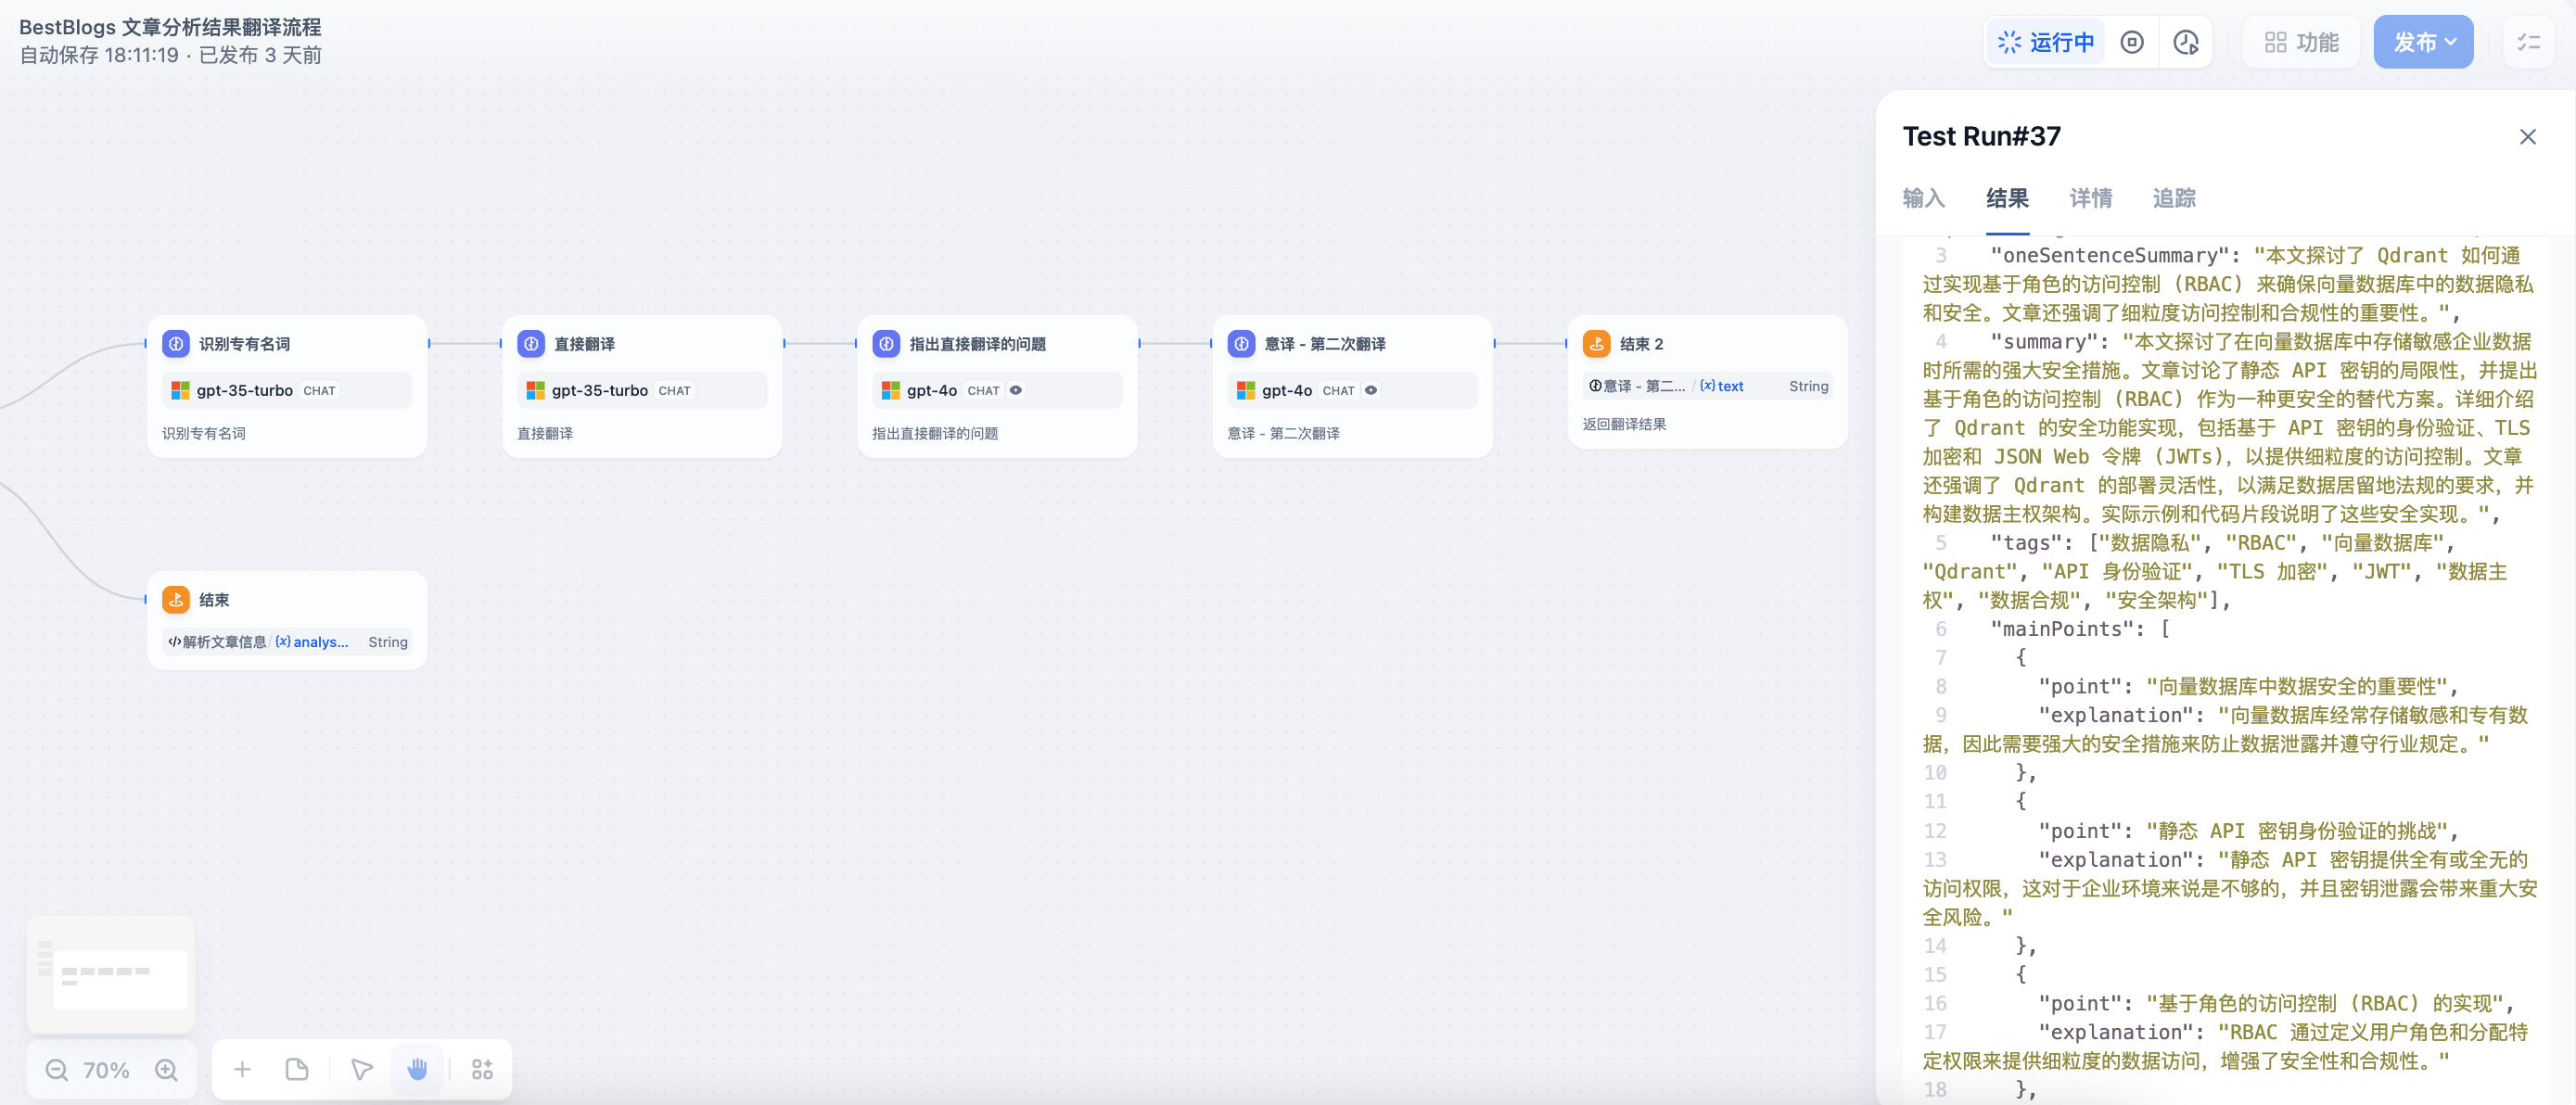 BestBlogs 文章分析结果翻译流程
自动保存 18:11:19 · 已发布 3 天前
运行中
功能
发布
识别专有名词
gpt-35-turbo CHAT
识别专有名词
直接翻译
gpt-35-turbo CHAT
直接翻译
指出直接翻译的问题
gpt-4o CHAT
指出直接翻译的问题
意译 - 第二次翻译
gpt-4o CHAT
意译 - 第二次翻译
结束 2
意译 - 第二... / {x} text String
返回翻译结果
结束
解析文章信息 / {x} analys... String
70%
Test Run#37
输入 结果 详情 追踪
3 "oneSentenceSummary": "本文探讨了 Qdrant 如何通
过实现基于角色的访问控制 (RBAC) 来确保向量数据库中的数据隐私
和安全。文章还强调了细粒度访问控制和合规性的重要性。",
4 "summary": "本文探讨了在向量数据库中存储敏感企业数据
时所需的强大安全措施。文章讨论了静态 API 密钥的局限性，并提出
基于角色的访问控制 (RBAC) 作为一种更安全的替代方案。详细介绍
了 Qdrant 的安全功能实现，包括基于 API 密钥的身份验证、TLS
加密和 JSON Web 令牌 (JWTs)，以提供细粒度的访问控制。文章
还强调了 Qdrant 的部署灵活性，以满足数据居留地法规的要求，并
构建数据主权架构。实际示例和代码片段说明了这些安全实现。",
5 "tags": ["数据隐私", "RBAC", "向量数据库",
"Qdrant", "API 身份验证", "TLS 加密", "JWT", "数据主
权", "数据合规", "安全架构"],
6 "mainPoints": [
7 {
8 "point": "向量数据库中数据安全的重要性",
9 "explanation": "向量数据库经常存储敏感和专有数
据，因此需要强大的安全措施来防止数据泄露并遵守行业规定。"
10 },
11 {
12 "point": "静态 API 密钥身份验证的挑战",
13 "explanation": "静态 API 密钥提供全有或全无的
访问权限，这对于企业环境来说是不够的，并且密钥泄露会带来重大安
全风险。"
14 },
15 {
16 "point": "基于角色的访问控制 (RBAC) 的实现",
17 "explanation": "RBAC 通过定义用户角色和分配特
定权限来提供细粒度的数据访问，增强了安全性和合规性。"
18 },